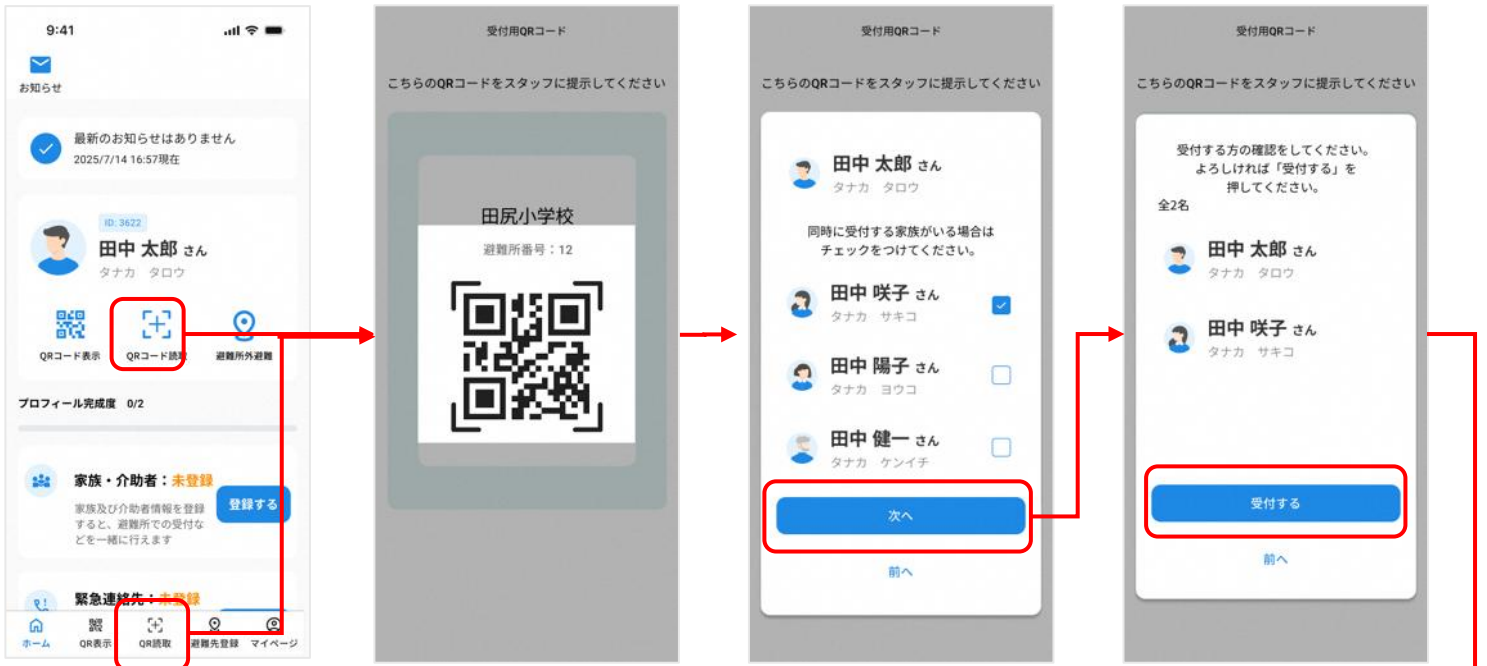 9:41
お知らせ
最新のお知らせはありません
2025/7/14 16:57現在
ID: 3622
田中 太郎 さん
タナカ タロウ
QRコード表示
QRコード読取
避難所外避難
プロフィール完成度 0/2
家族・介助者：未登録
家族及び介助者情報を登録
すると、避難所での受付な
どを一緒に行えます
登録する
緊急連絡先：未登録
ホーム
QR表示
QR読取
避難先登録
マイページ
受付用QRコード
こちらのQRコードをスタッフに提示してください
田尻小学校
避難所番号：12
受付用QRコード
こちらのQRコードをスタッフに提示してください
田中 太郎 さん
タナカ タロウ
同時に受付する家族がいる場合は
チェックをつけてください。
田中 咲子 さん
タナカ サキコ
田中 陽子 さん
タナカ ヨウコ
田中 健一 さん
タナカ ケンイチ
次へ
前へ
受付用QRコード
こちらのQRコードをスタッフに提示してください
受付する方の確認をしてください。
よろしければ「受付する」を
押してください。
全2名
田中 太郎 さん
タナカ タロウ
田中 咲子 さん
タナカ サキコ
受付する
前へ